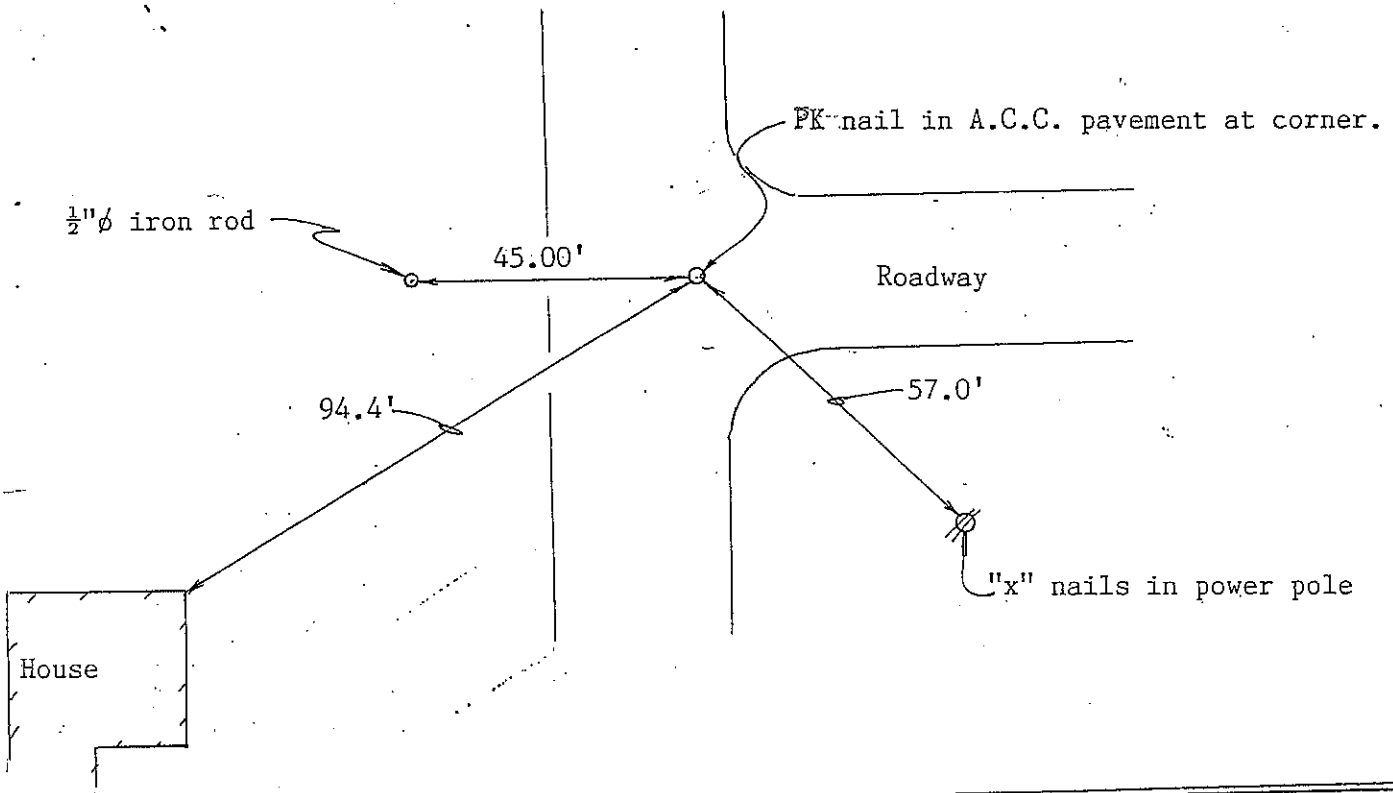 PK nail in A.C.C. pavement at corner.
½"ø iron rod
45.00'
Roadway
94.4'
57.0'
"x" nails in power pole
House